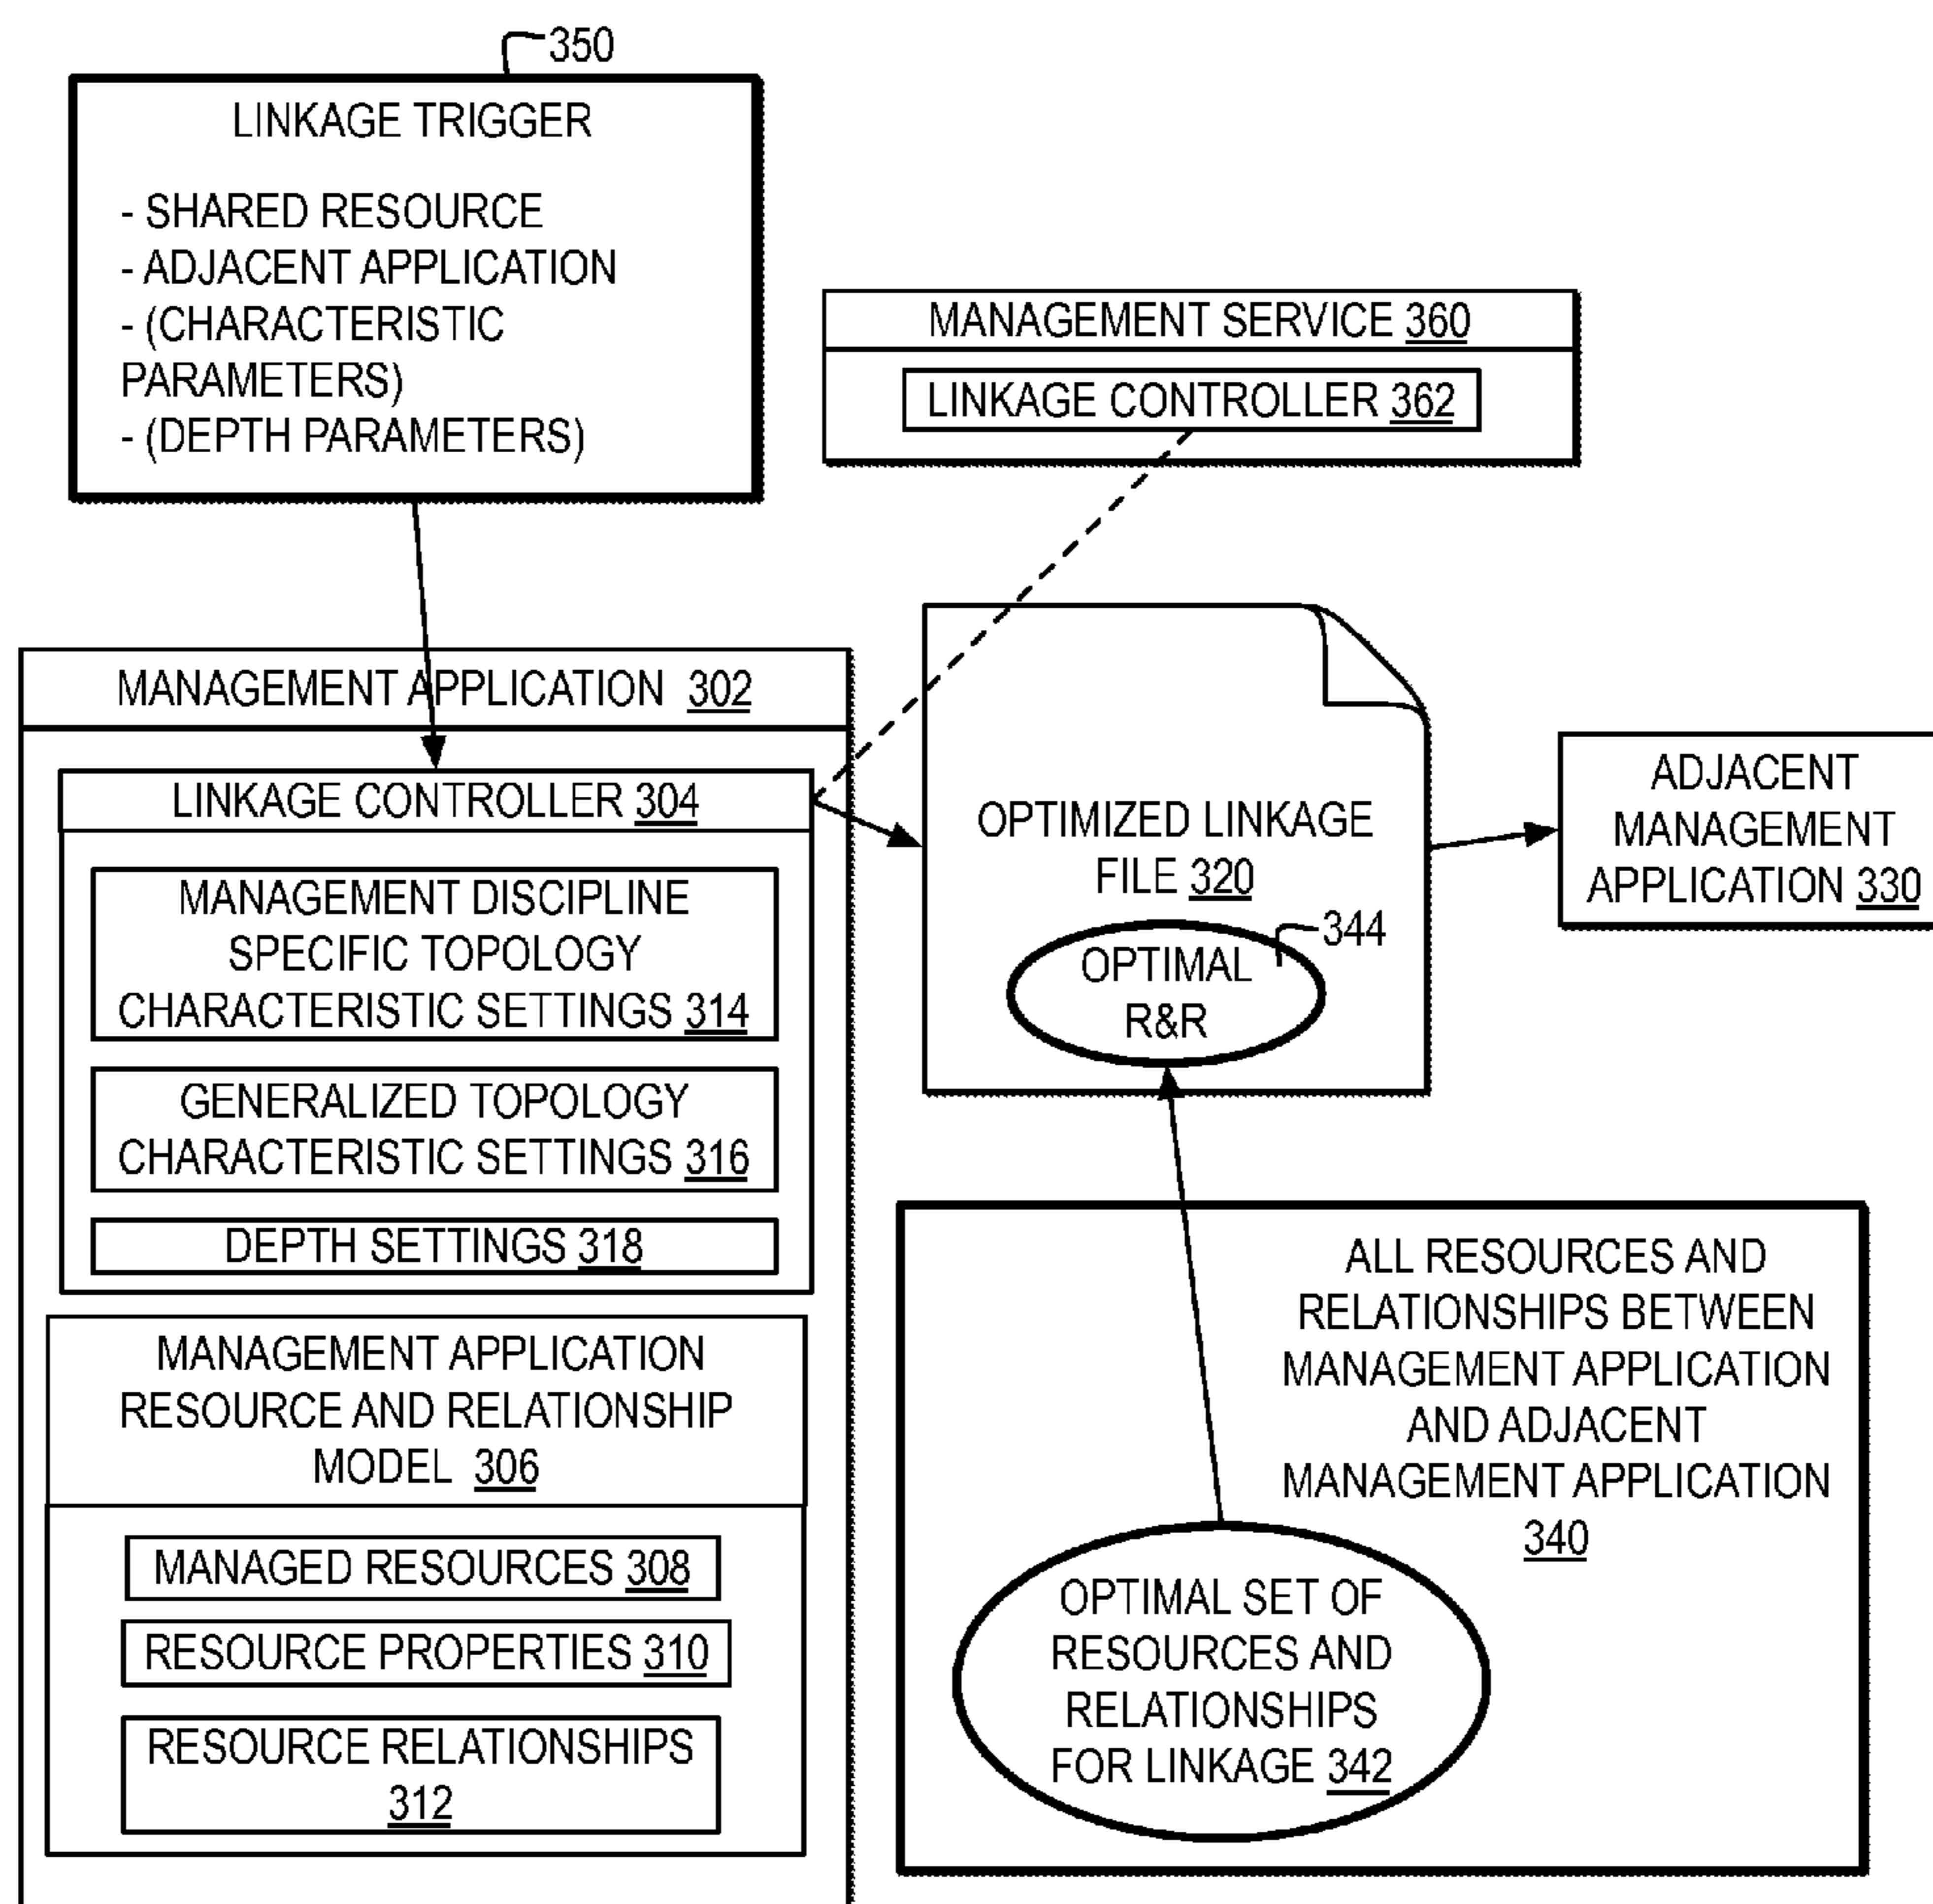 350
LINKAGE TRIGGER
- SHARED RESOURCE
- ADJACENT APPLICATION
- (CHARACTERISTIC
PARAMETERS)
- (DEPTH PARAMETERS)
MANAGEMENT SERVICE 360
LINKAGE CONTROLLER 362
MANAGEMENT APPLICATION 302
LINKAGE CONTROLLER 304
MANAGEMENT DISCIPLINE
SPECIFIC TOPOLOGY
CHARACTERISTIC SETTINGS 314
GENERALIZED TOPOLOGY
CHARACTERISTIC SETTINGS 316
DEPTH SETTINGS 318
MANAGEMENT APPLICATION
RESOURCE AND RELATIONSHIP
MODEL 306
MANAGED RESOURCES 308
RESOURCE PROPERTIES 310
RESOURCE RELATIONSHIPS
312
OPTIMIZED LINKAGE
FILE 320
344
OPTIMAL
R&R
ADJACENT
MANAGEMENT
APPLICATION 330
ALL RESOURCES AND
RELATIONSHIPS BETWEEN
MANAGEMENT APPLICATION
AND ADJACENT
MANAGEMENT APPLICATION
340
OPTIMAL SET OF
RESOURCES AND
RELATIONSHIPS
FOR LINKAGE 342